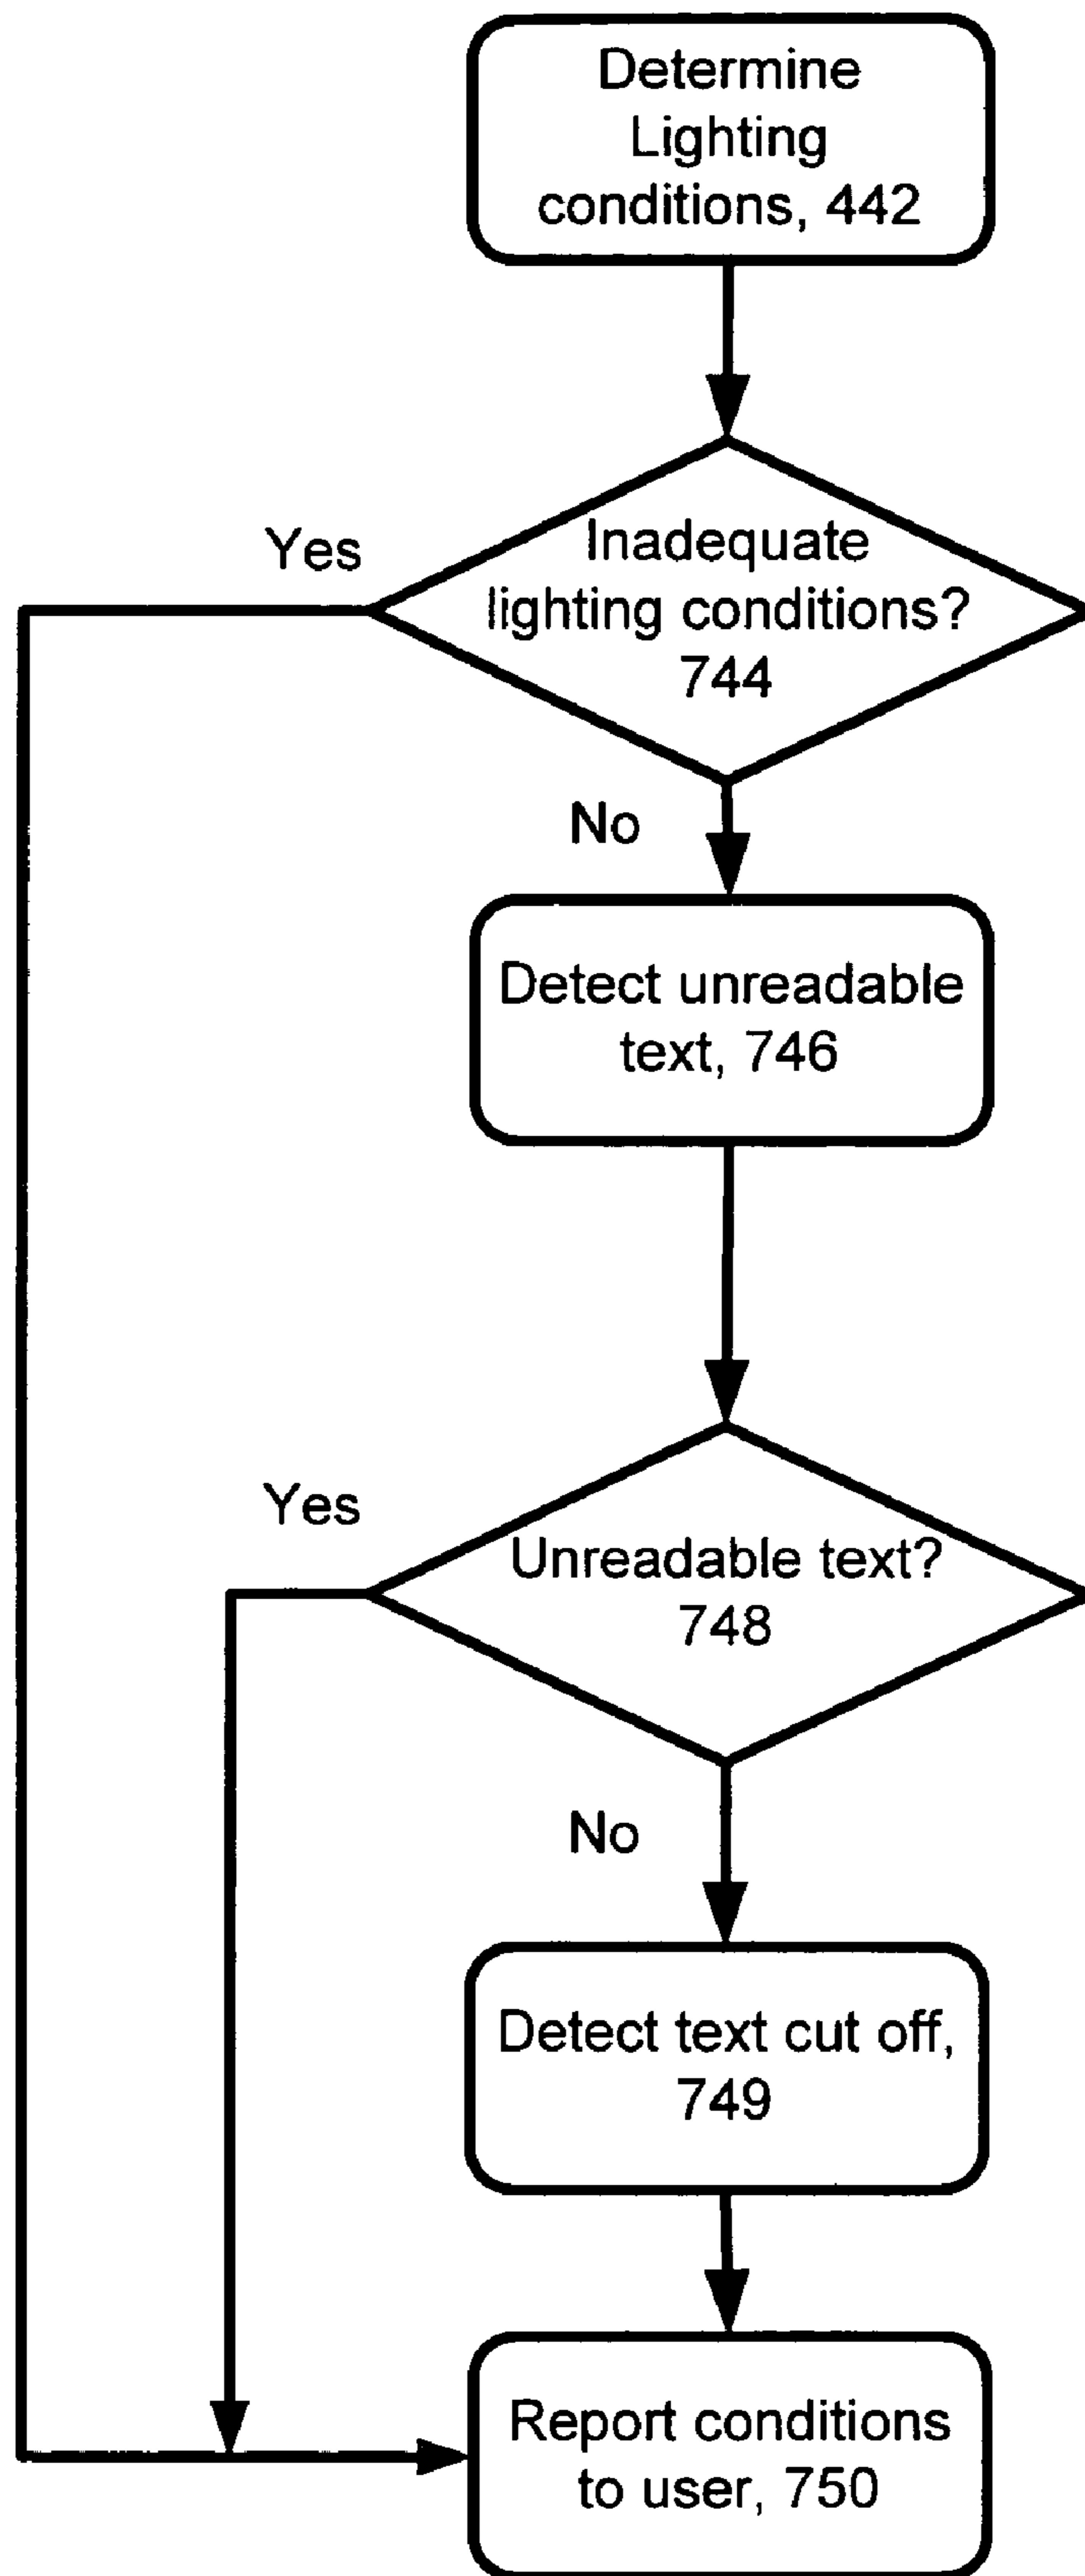 Determine
Lighting
conditions, 442
Yes
Inadequate
lighting conditions?
744
No
Detect unreadable
text, 746
Yes
Unreadable text?
748
No
Detect text cut off,
749
Report conditions
to user, 750